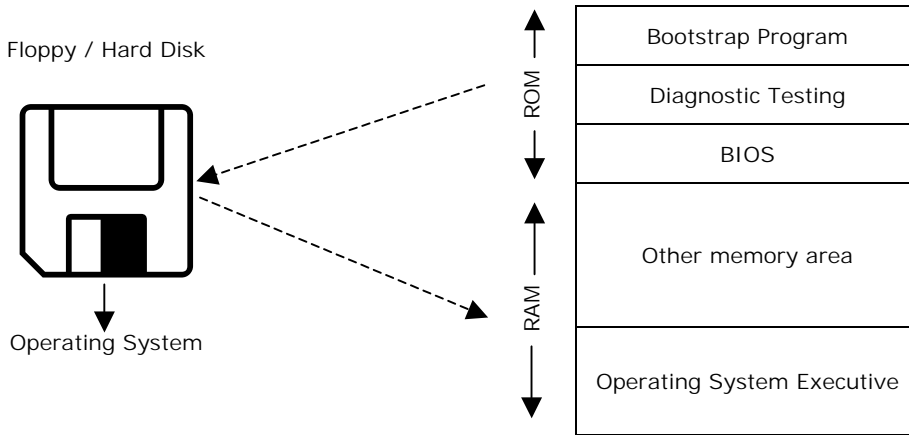 Floppy / Hard Disk
Operating System
ROM
RAM
Bootstrap Program
Diagnostic Testing
BIOS
Other memory area
Operating System Executive